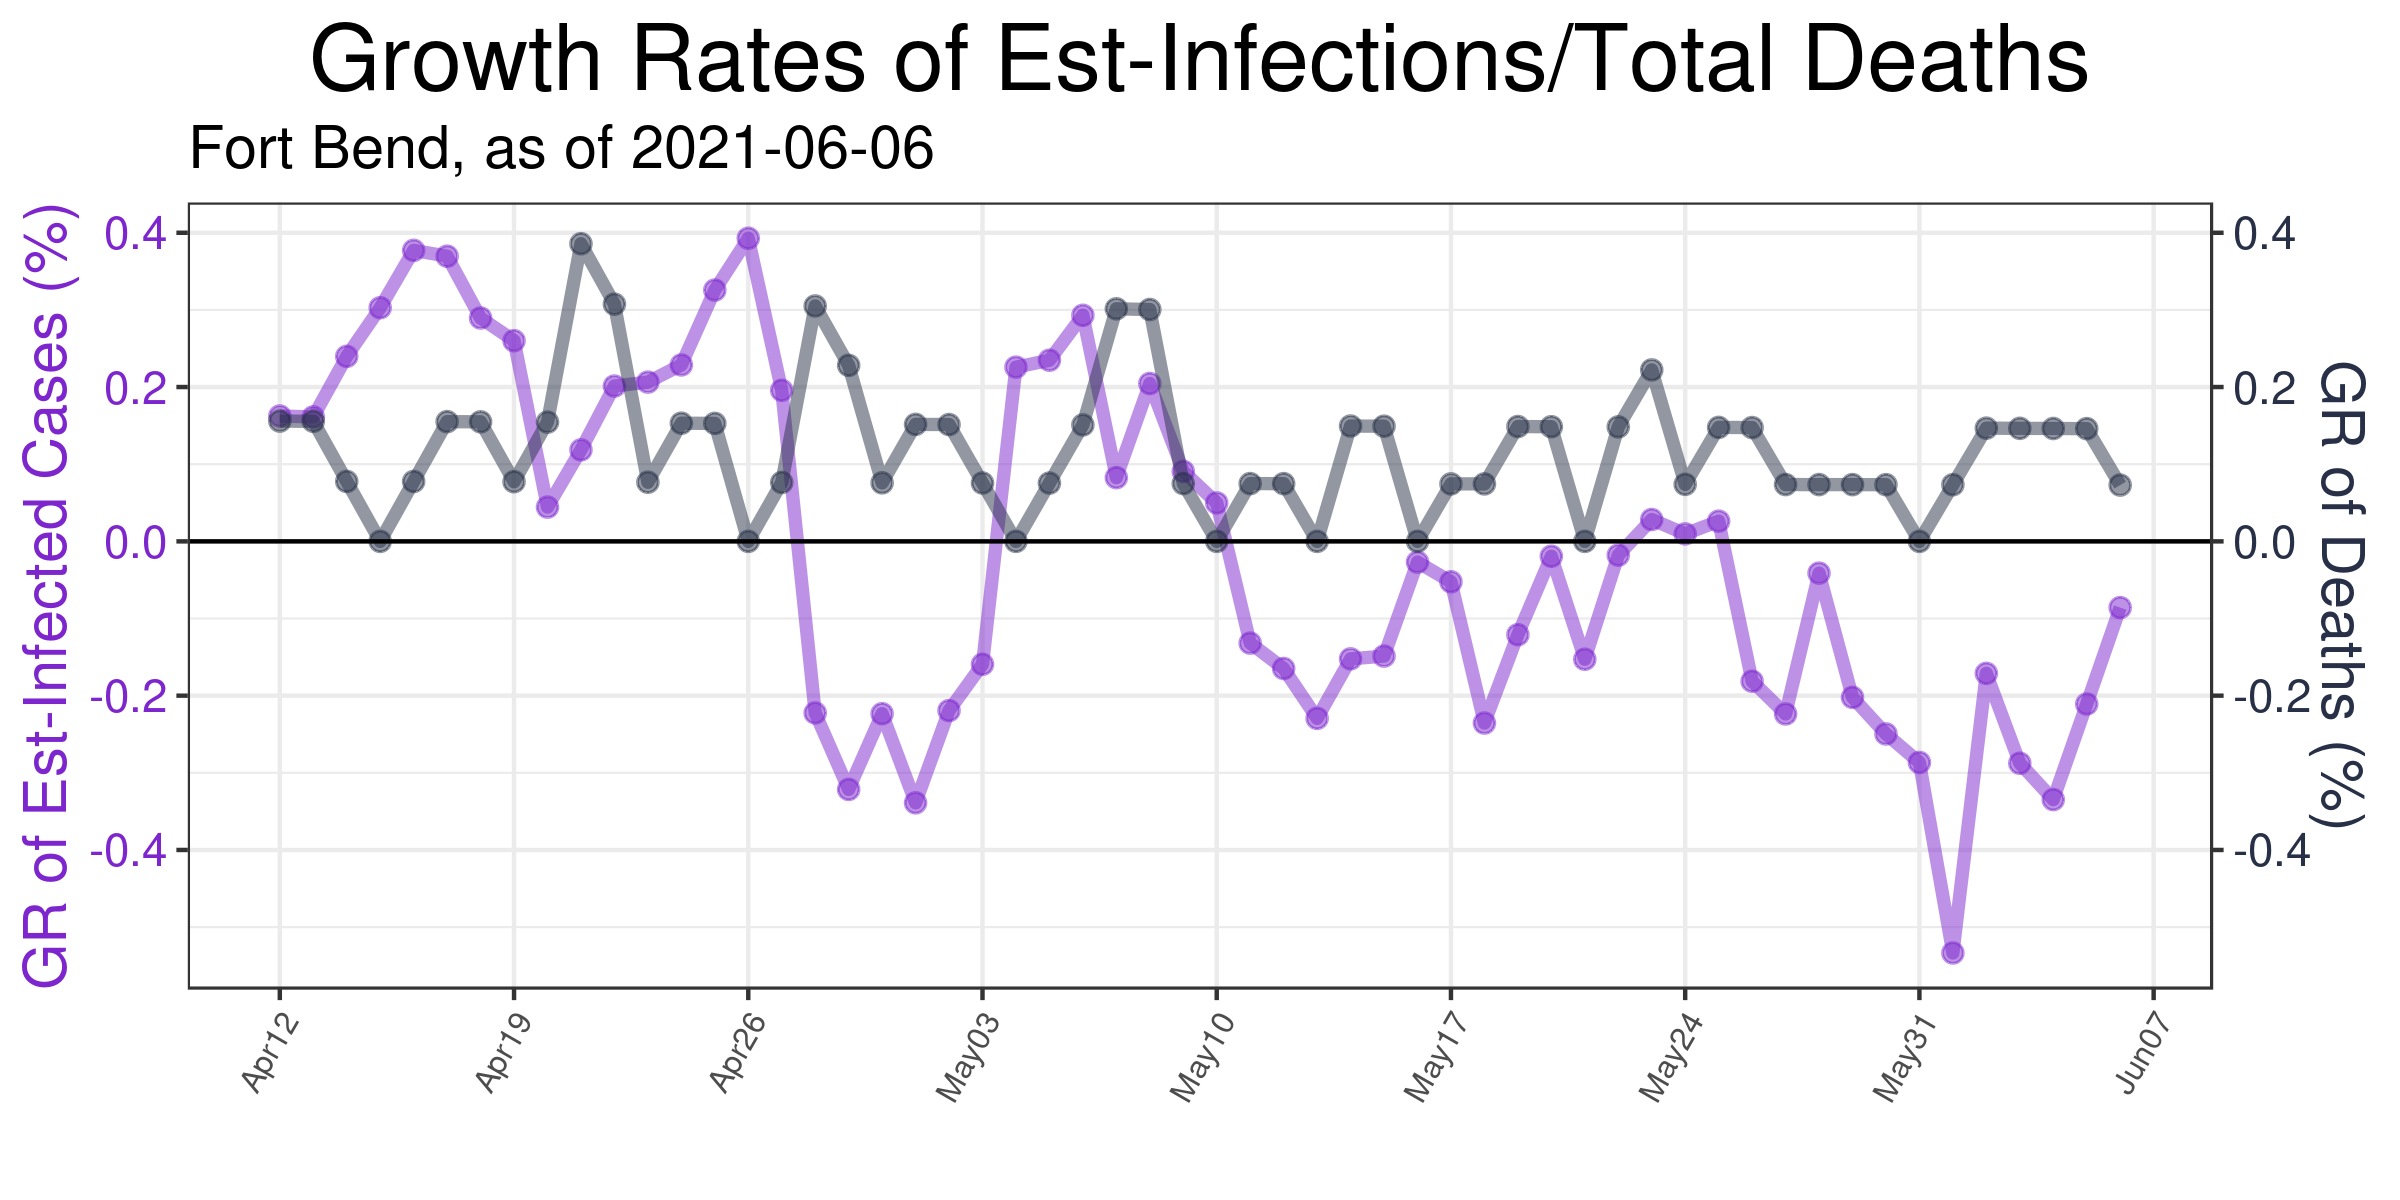 Growth Rates of Est-Infections/Total Deaths
Fort Bend, as of 2021-06-06
GR of Est-Infected Cases (%)
0.4
0.2
0.0
-0.2
-0.4
0.4
0.2
0.0
-0.2
-0.4
GR of Deaths (%)
Apr12
Apr19
Apr26
May03
May10
May17
May24
May31
Jun07